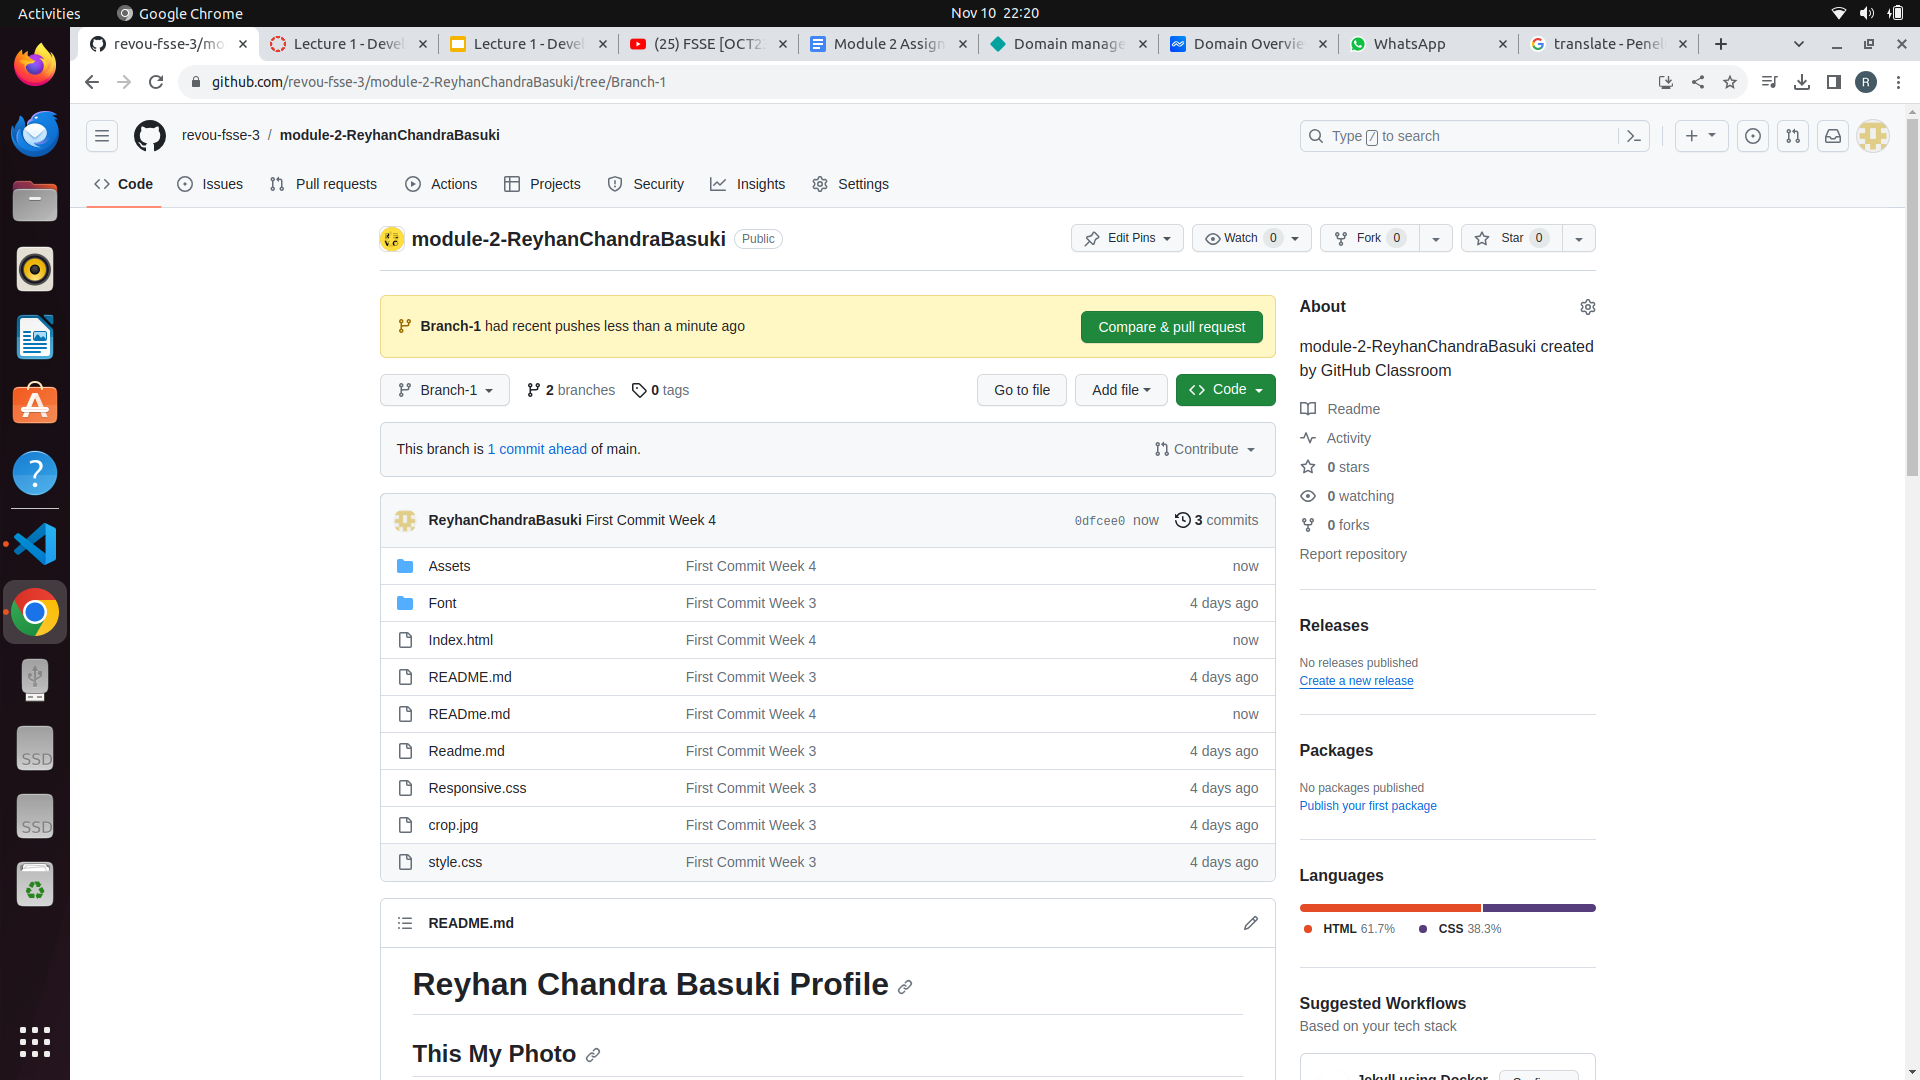 Activities
Google Chrome
Nov 10 22:20
revou-fsse-3/mo
Lecture 1 - Devel
Lecture 1 - Devel
(25) FSSE [OCT23
Module 2 Assign
Domain manage
Domain Overvie
WhatsApp
translate - Penel
github.com/revou-fsse-3/module-2-ReyhanChandraBasuki/tree/Branch-1
R
revou-fsse-3 / module-2-ReyhanChandraBasuki
Type / to search
Code
Issues
Pull requests
Actions
Projects
Security
Insights
Settings
module-2-ReyhanChandraBasuki
Public
Edit Pins
Watch 0
Fork 0
Star 0
Branch-1 had recent pushes less than a minute ago
Compare & pull request
Branch-1
2 branches
0 tags
Go to file
Add file
Code
This branch is 1 commit ahead of main.
Contribute
ReyhanChandraBasuki First Commit Week 4
0dfcee0 now
3 commits
Assets First Commit Week 4 now
Font First Commit Week 3 4 days ago
Index.html First Commit Week 4 now
README.md First Commit Week 3 4 days ago
READme.md First Commit Week 4 now
Readme.md First Commit Week 3 4 days ago
Responsive.css First Commit Week 3 4 days ago
crop.jpg First Commit Week 3 4 days ago
style.css First Commit Week 3 4 days ago
README.md
Reyhan Chandra Basuki Profile
This My Photo
About
module-2-ReyhanChandraBasuki created
by GitHub Classroom
Readme
Activity
0 stars
0 watching
0 forks
Report repository
Releases
No releases published
Create a new release
Packages
No packages published
Publish your first package
Languages
HTML 61.7%
CSS 38.3%
Suggested Workflows
Based on your tech stack
Jekyll using Docker
SSD
SSD